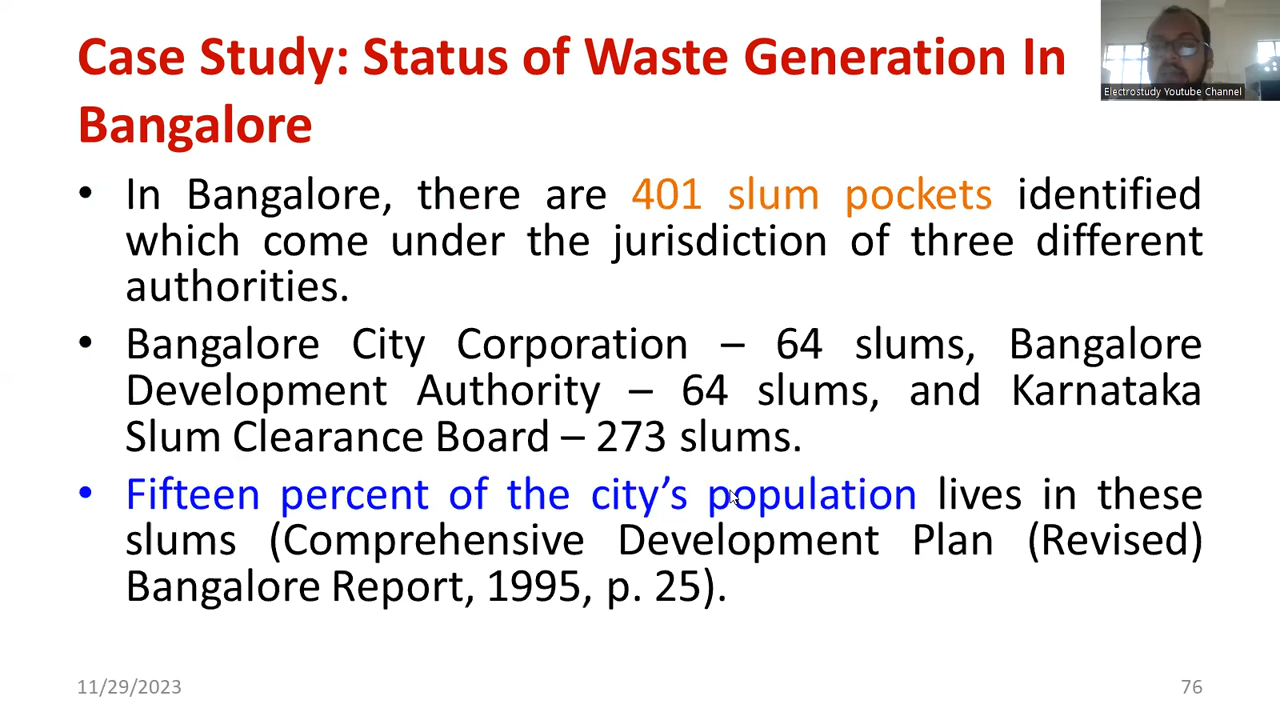 Case Study: Status of Waste Generation In
Bangalore
Electrostudy Youtube Channel
• In Bangalore, there are 401 slum pockets identified
which come under the jurisdiction of three different
authorities.
• Bangalore City Corporation – 64 slums, Bangalore
Development Authority – 64 slums, and Karnataka
Slum Clearance Board – 273 slums.
• Fifteen percent of the city’s population lives in these
slums (Comprehensive Development Plan (Revised)
Bangalore Report, 1995, p. 25).
11/29/2023
76